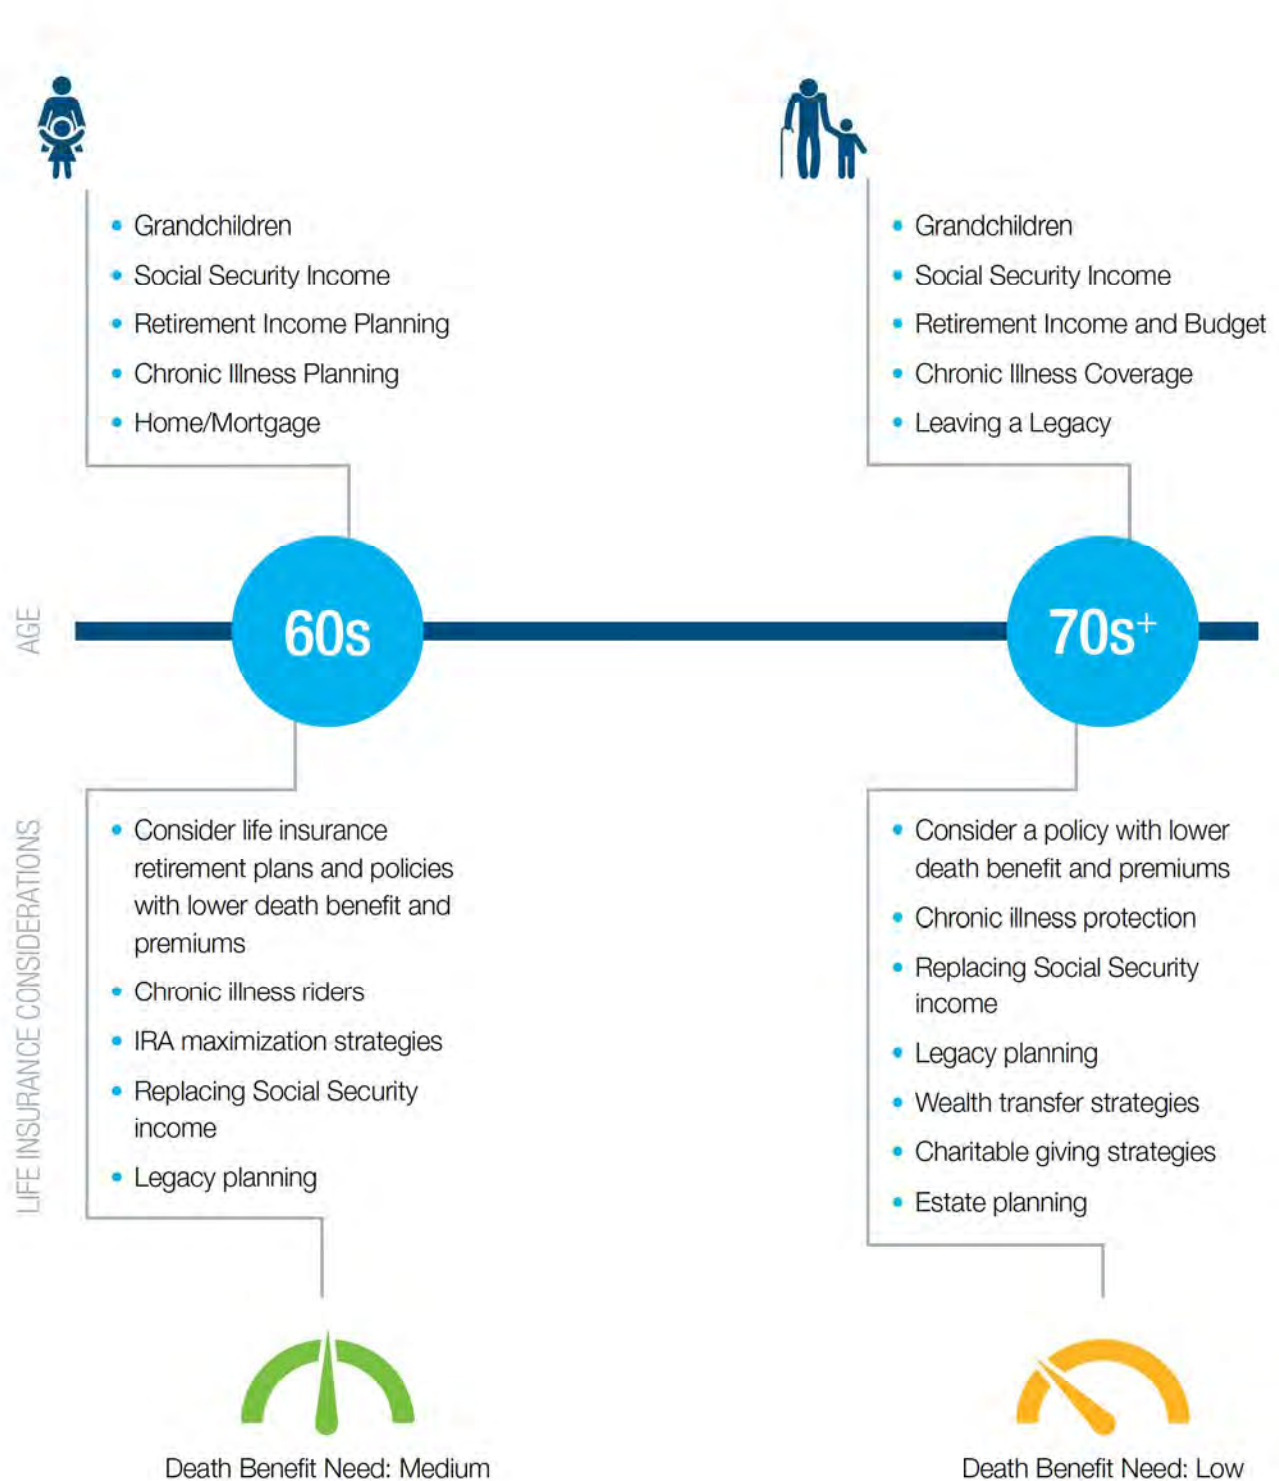 Grandchildren
Social Security Income
Retirement Income Planning
Chronic Illness Planning
Home/Mortgage
Grandchildren
Social Security Income
Retirement Income and Budget
Chronic Illness Coverage
Leaving a Legacy
AGE
60s
70s+
LIFE INSURANCE CONSIDERATIONS
Consider life insurance
retirement plans and policies
with lower death benefit and
premiums
Chronic illness riders
IRA maximization strategies
Replacing Social Security
income
Legacy planning
Death Benefit Need: Medium
Consider a policy with lower
death benefit and premiums
Chronic illness protection
Replacing Social Security
income
Legacy planning
Wealth transfer strategies
Charitable giving strategies
Estate planning
Death Benefit Need: Low